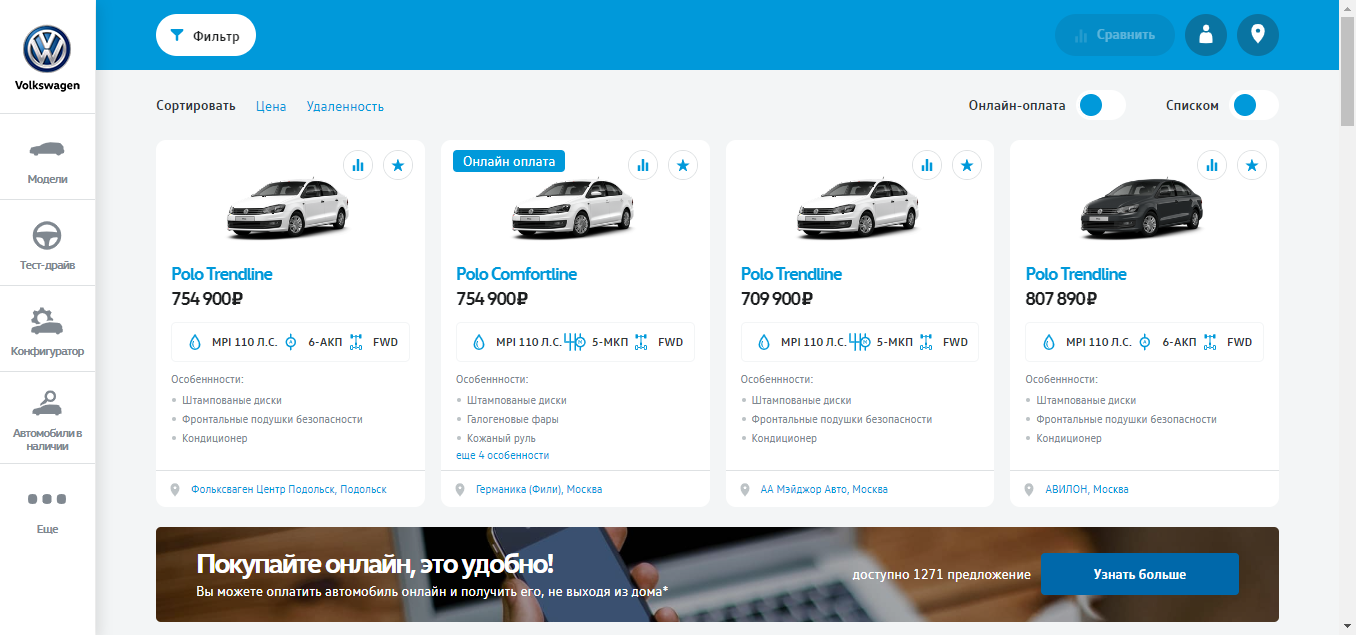 Фильтр
Сравнить
Volkswagen
Сортировать
Цена
Удаленность
Онлайн-оплата
Списком
Модели
Тест-драйв
Конфигуратор
Автомобили в
наличии
Еще
Polo Trendline
754 900₽
MPI 110 Л.С.
6-АКП
FWD
Особеннности:
Штампованые диски
Фронтальные подушки безопасности
Кондиционер
Фольксваген Центр Подольск, Подольск
Онлайн оплата
Polo Comfortline
754 900₽
MPI 110 Л.С.
5-МКП
FWD
Особеннности:
Штампованые диски
Галогеновые фары
Кожаный руль
еще 4 особенности
Германика (Фили), Москва
Polo Trendline
709 900₽
MPI 110 Л.С.
5-МКП
FWD
Особеннности:
Штампованые диски
Фронтальные подушки безопасности
Кондиционер
АА Мэйджор Авто, Москва
Polo Trendline
807 890₽
MPI 110 Л.С.
6-АКП
FWD
Особеннности:
Штампованые диски
Фронтальные подушки безопасности
Кондиционер
АВИЛОН, Москва
Покупайте онлайн, это удобно!
Вы можете оплатить автомобиль онлайн и получить его, не выходя из дома*
доступно 1271 предложение
Узнать больше